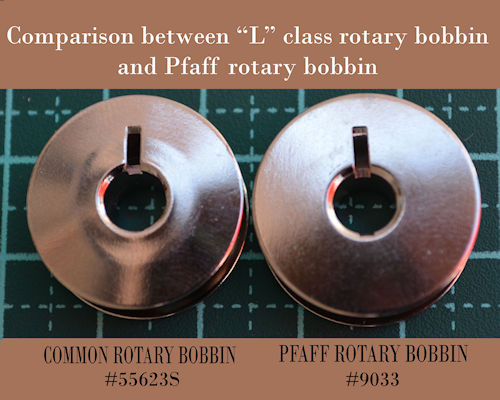 Comparison between “L” class rotary bobbin
and Pfaff rotary bobbin
COMMON ROTARY BOBBIN
#55623S
PFAFF ROTARY BOBBIN
#9033